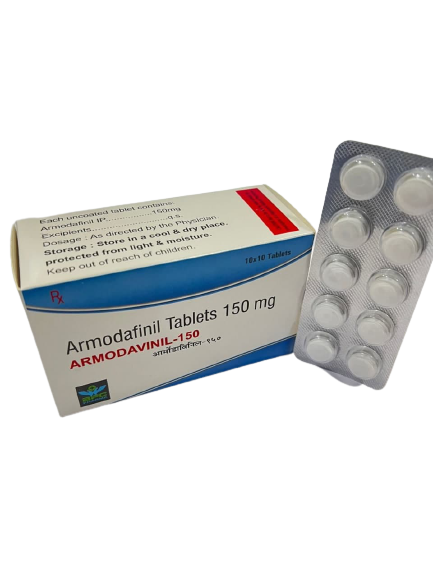 Each uncoated tablet contains:
Armodafinil IP..................150mg
Excipients......................q.s.
Dosage : As directed by the Physician
Storage : Store in a cool & dry place,
protected from light & moisture.
Keep out of reach of children.
10x10 Tablets
Rx
Armodafinil Tablets 150 mg
ARMODAVINIL-150
आर्मोडाविनिल-१५०